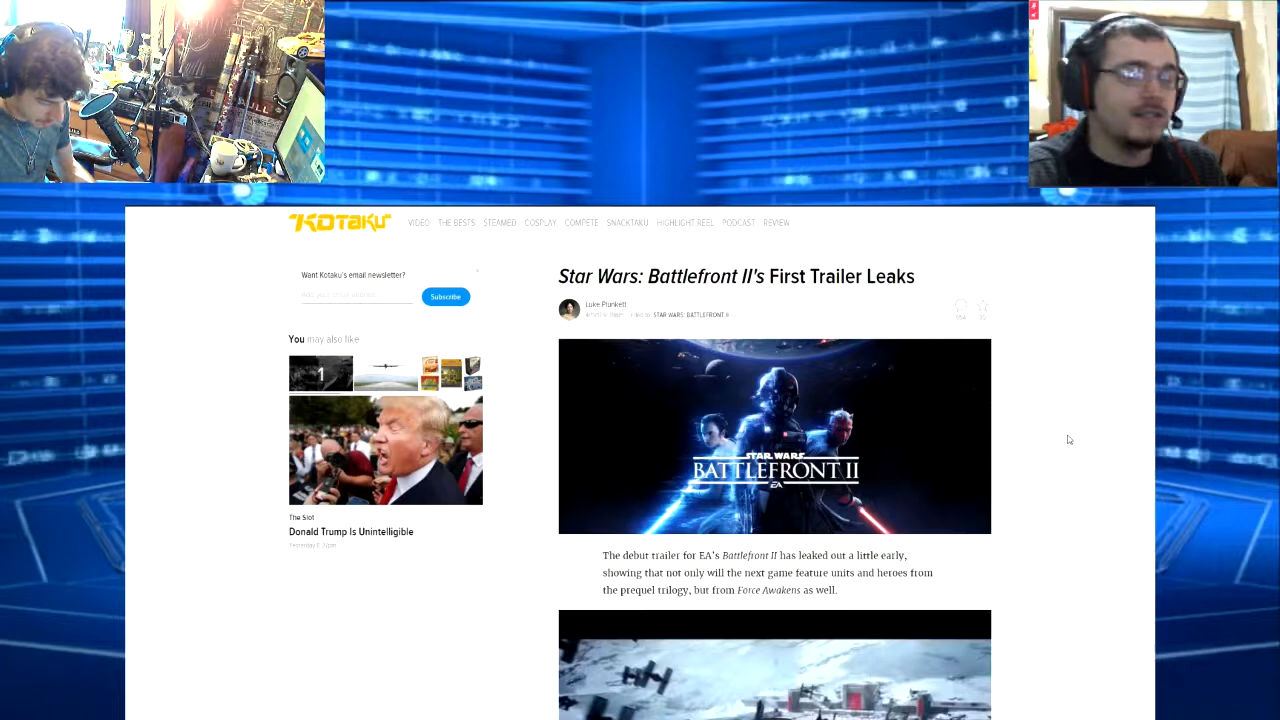 KOTAKU
VIDEO THE BESTS STEAMED COSPLAY COMPETE SNACKTAKU HIGHLIGHT REEL PODCAST REVIEW
Want Kotaku's email newsletter?
Subscribe
You may also like
1
The Slot
Donald Trump Is Unintelligible
Star Wars: Battlefront II's First Trailer Leaks
Luke Plunkett
STAR WARS: BATTLEFRONT II
STAR WARS
BATTLEFRONT II
EA
The debut trailer for EA's Battlefront II has leaked out a little early,
showing that not only will the next game feature units and heroes from
the prequel trilogy, but from Force Awakens as well.